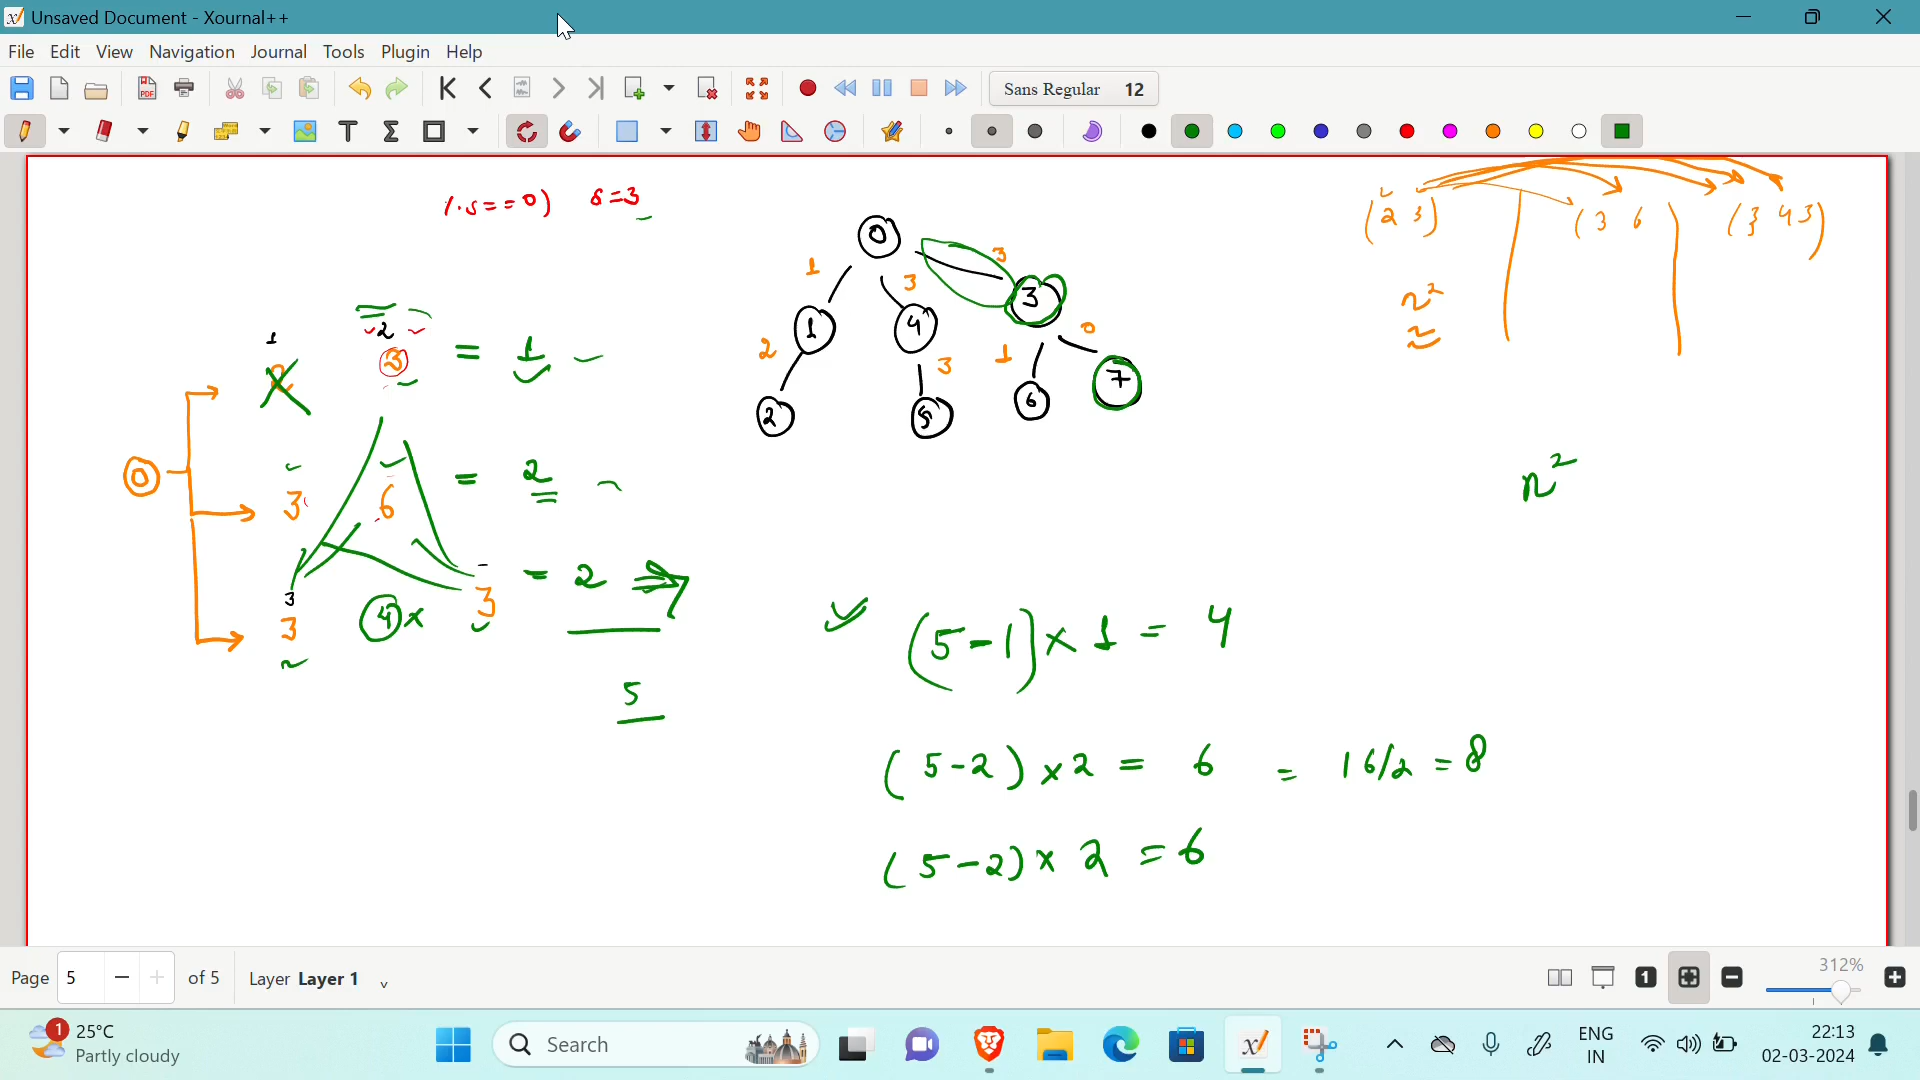 Unsaved Document - Xournal++
File Edit View Navigation Journal Tools Plugin Help
Sans Regular 12
s==0) s=3
(2 3) (3 6 (3 4 3)
0
1 3 3
1 4 3
2 3 1 0
2 5 6 7
n²
1 2
3 = 1
0
3 6 = 2
n²
3
3 4 × 3 = 2
5
(5-1) × 1 = 4
(5-2) × 2 = 6 = 16/2 = 8
(5-2) × 2 = 6
Page 5 of 5 Layer Layer 1
312%
1
1 25°C
Partly cloudy
Search
ENG
IN
22:13
02-03-2024